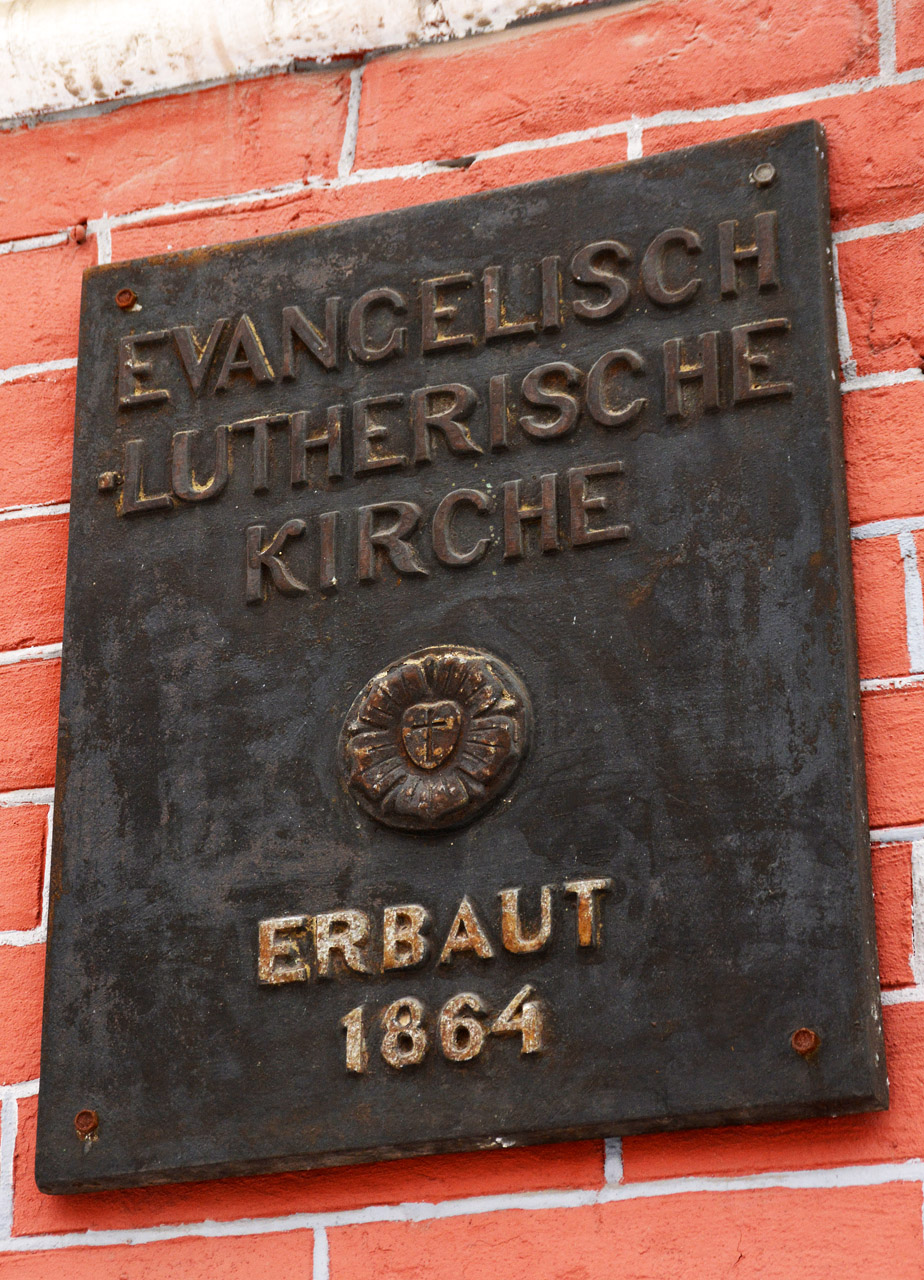 EVANGELISCH
LUTHERISCHE
KIRCHE
ERBAUT
1864